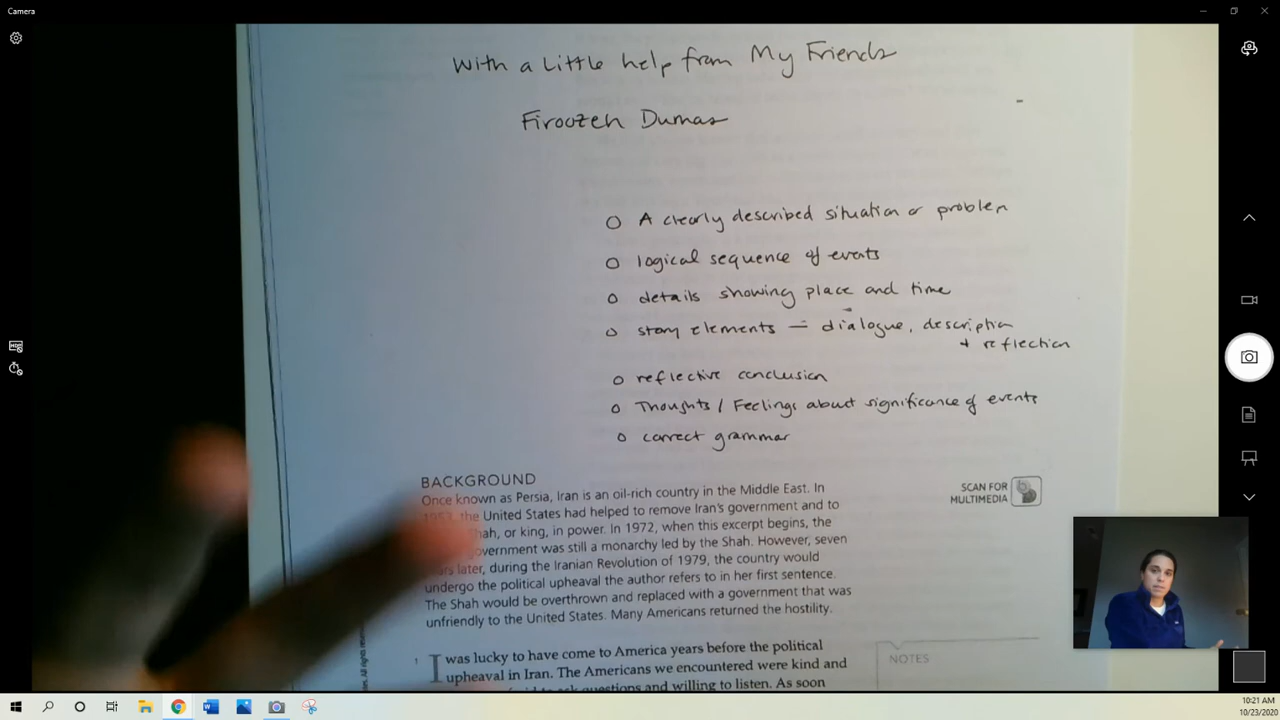 Camera
With a Little help from My Friends
Firoozeh Dumas
A clearly described situation or problem
logical sequence of events
details showing place and time
story elements — dialogue, description
+ reflection
reflective conclusion
Thoughts / Feelings about significance of events
correct grammar
BACKGROUND
Once known as Persia, Iran is an oil-rich country in the Middle East. In
1953, the United States had helped to remove Iran's government and to
Shah, or king, in power. In 1972, when this excerpt begins, the
government was still a monarchy led by the Shah. However, seven
later, during the Iranian Revolution of 1979, the country would
undergo the political upheaval the author refers to in her first sentence.
The Shah would be overthrown and replaced with a government that was
unfriendly to the United States. Many Americans returned the hostility.
SCAN FOR
MULTIMEDIA
1 I was lucky to have come to America years before the political
upheaval in Iran. The Americans we encountered were kind and
to ask questions and willing to listen. As soon
NOTES
10:21 AM
10/23/2020